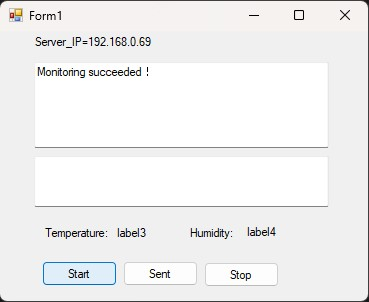 Form1
Server_IP=192.168.0.69
Monitoring succeeded !
Temperature: label3 Humidity: label4
Start Sent Stop